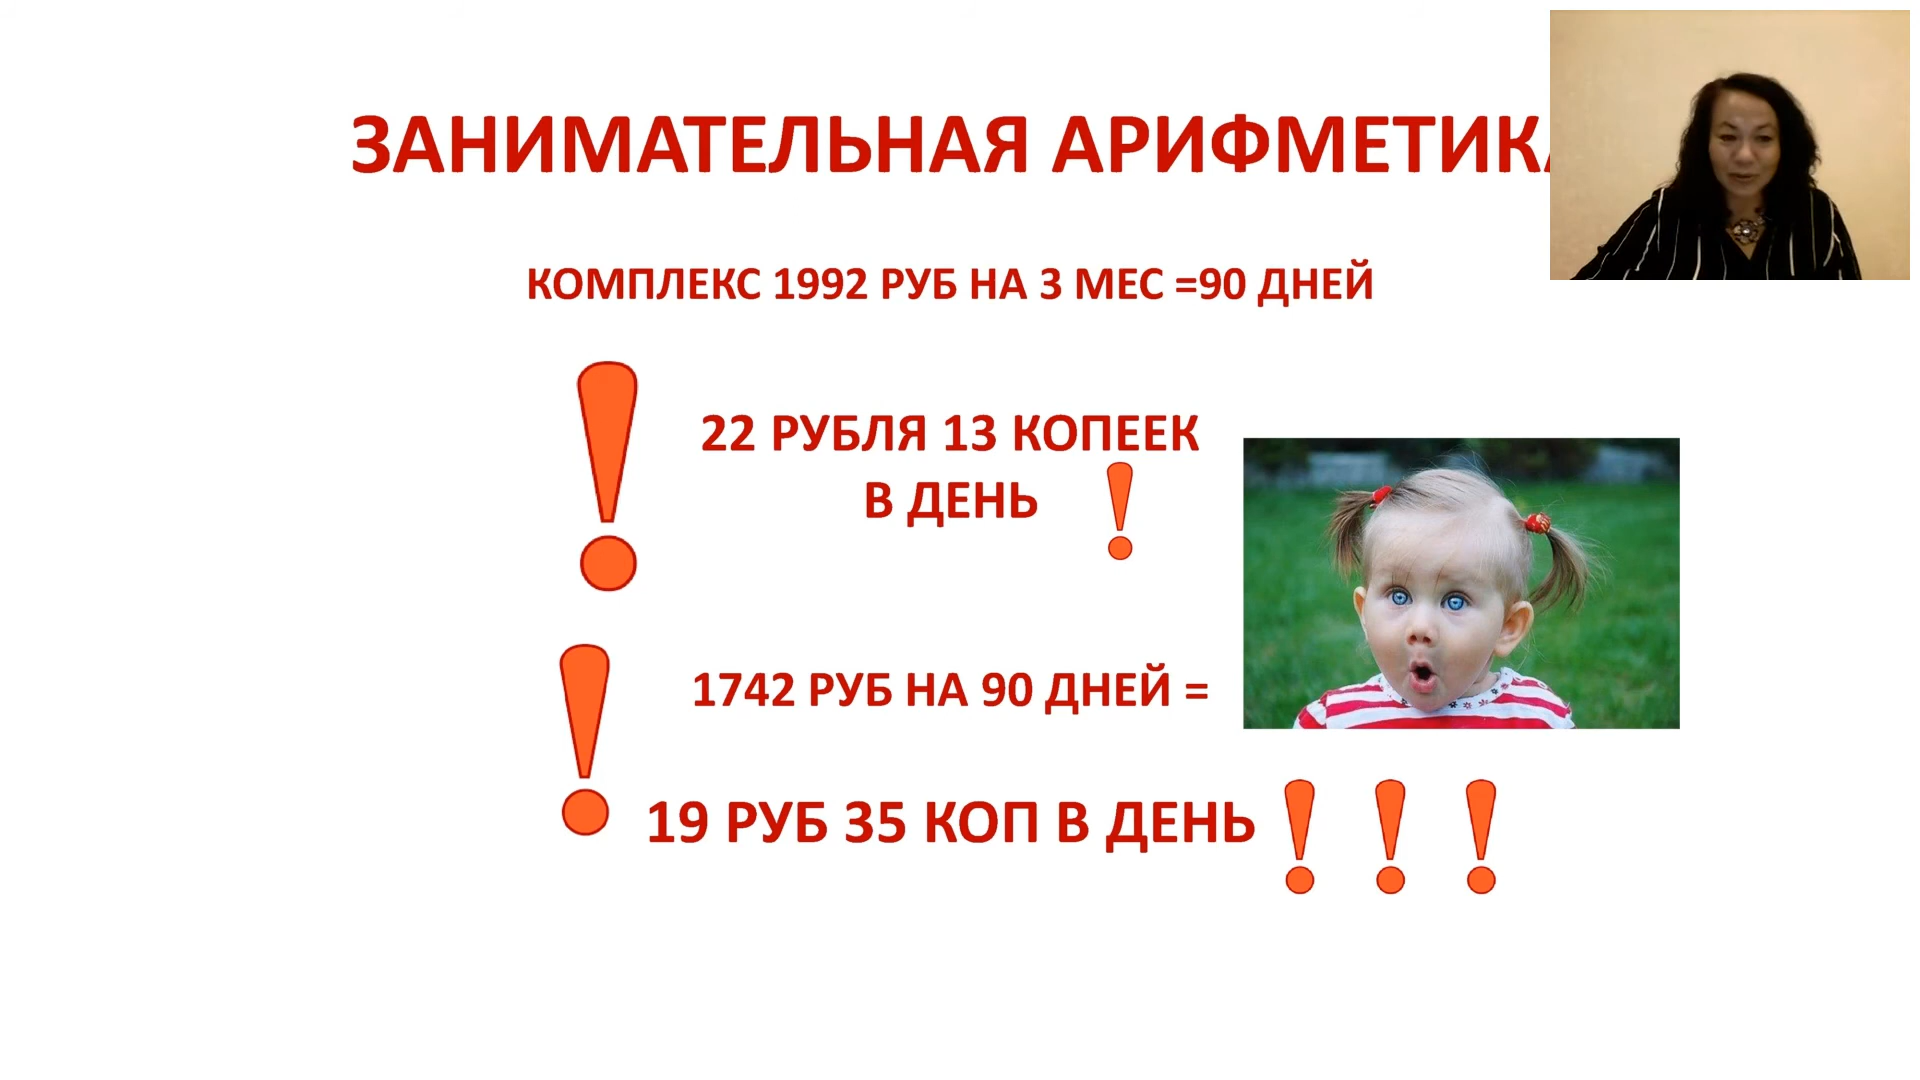 ЗАНИМАТЕЛЬНАЯ АРИФМЕТИКА
КОМПЛЕКС 1992 РУБ НА 3 МЕС =90 ДНЕЙ
22 РУБЛЯ 13 КОПЕЕК
В ДЕНЬ
1742 РУБ НА 90 ДНЕЙ =
19 РУБ 35 КОП В ДЕНЬ